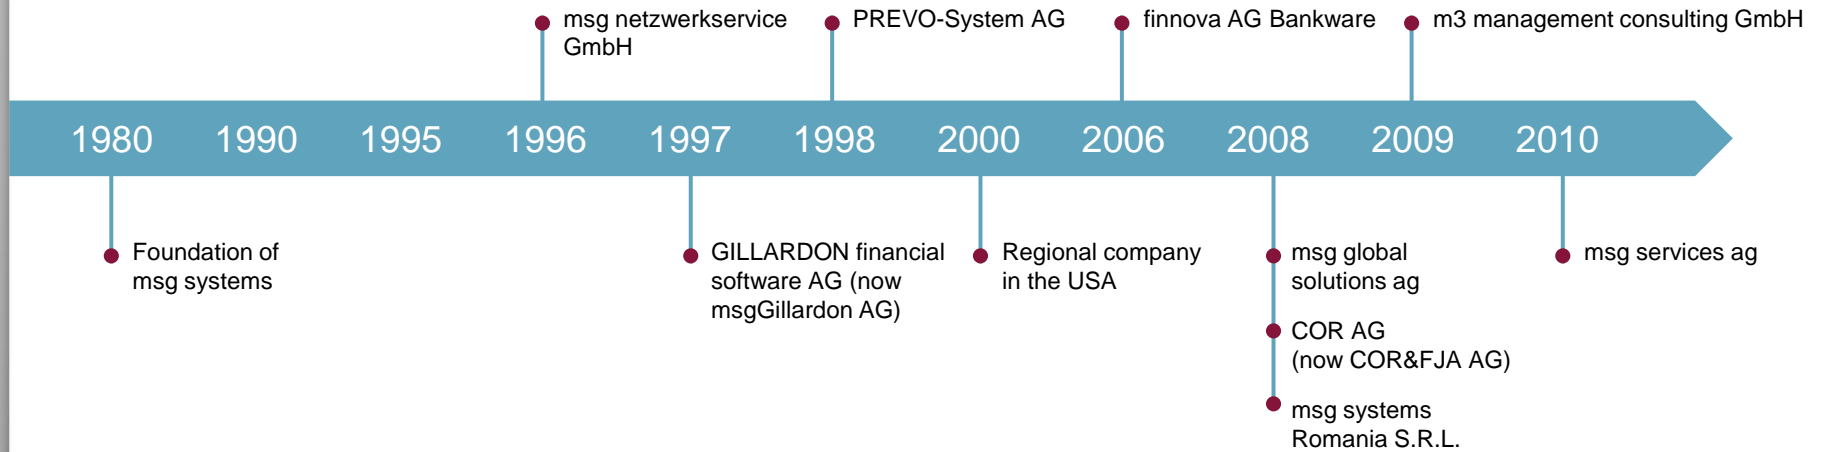 msg netzwerkservice
GmbH
PREVO-System AG
finnova AG Bankware
m3 management consulting GmbH
1980 1990 1995 1996 1997 1998 2000 2006 2008 2009 2010
Foundation of
msg systems
GILLARDON financial
software AG (now
msgGillardon AG)
Regional company
in the USA
msg global
solutions ag
COR AG
(now COR&FJA AG)
msg systems
Romania S.R.L.
msg services ag